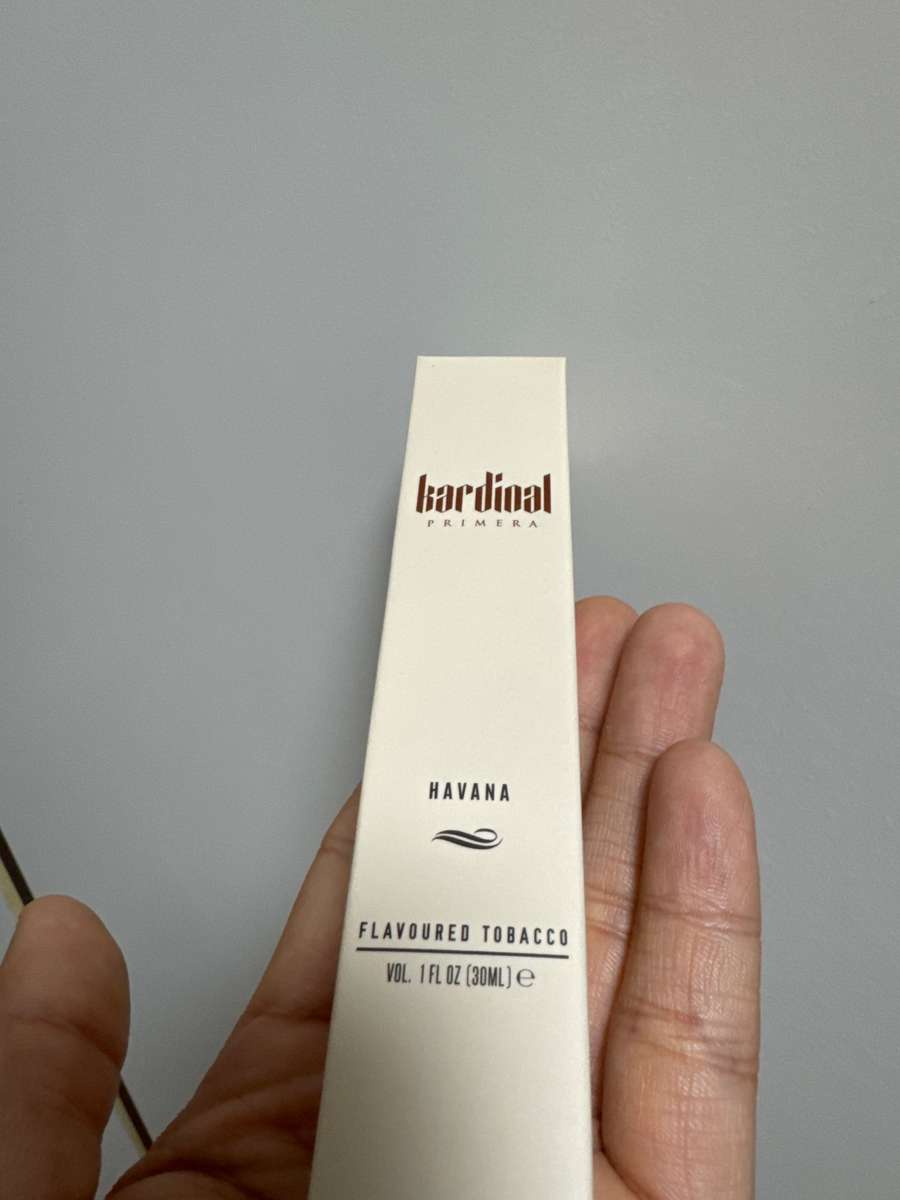 kardinal
PRIMERA
HAVANA
FLAVOURED TOBACCO
VOL. 1 FL OZ (30ML) ℮